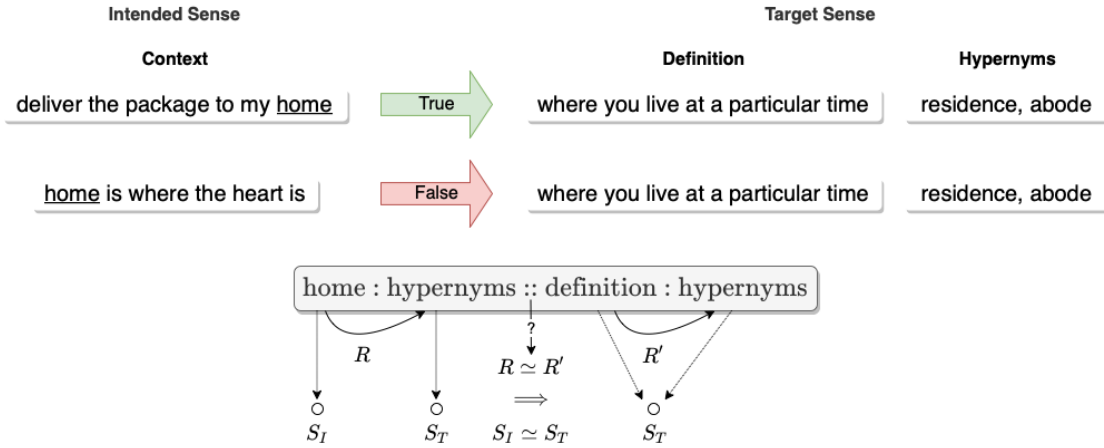 Intended Sense Target Sense
Context Definition Hypernyms
deliver the package to my home True where you live at a particular time residence, abode
home is where the heart is False where you live at a particular time residence, abode
home : hypernyms :: definition : hypernyms
?
R R ≃ R′ R′
⟹
S_I S_T S_I ≃ S_T S_T